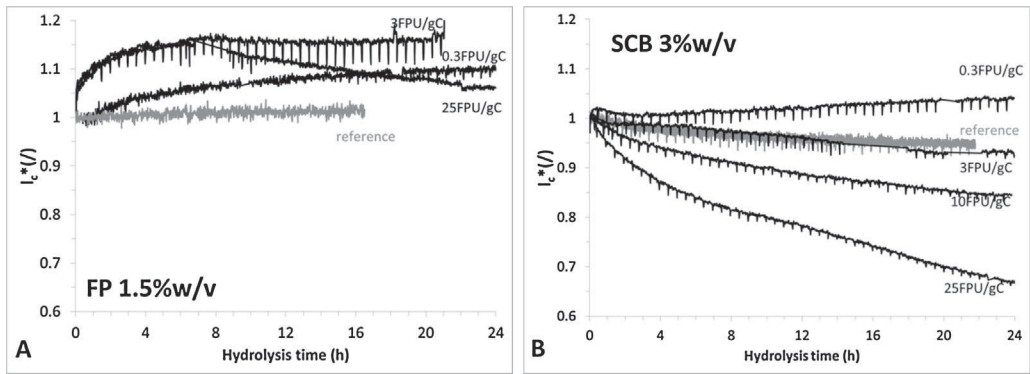 1.2
1.1
1
0.9
0.8
0.7
0.6
Ic*(/)
3FPU/gC
0.3FPU/gC
25FPU/gC
reference
FP 1.5%w/v
0 4 8 12 16 20 24
Hydrolysis time (h)
A
1.2
1.1
1
0.9
0.8
0.7
0.6
Ic*(/)
SCB 3%w/v
0.3FPU/gC
reference
3FPU/gC
10FPU/gC
25FPU/gC
0 4 8 12 16 20 24
Hydrolysis time (h)
B